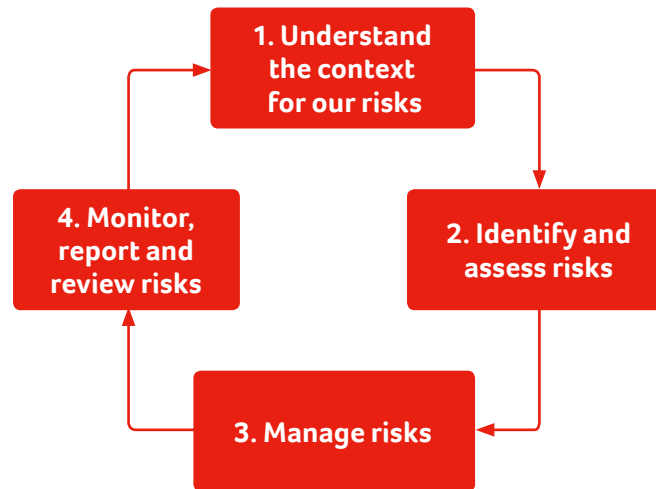 1. Understand
the context
for our risks
2. Identify and
assess risks
3. Manage risks
4. Monitor,
report and
review risks